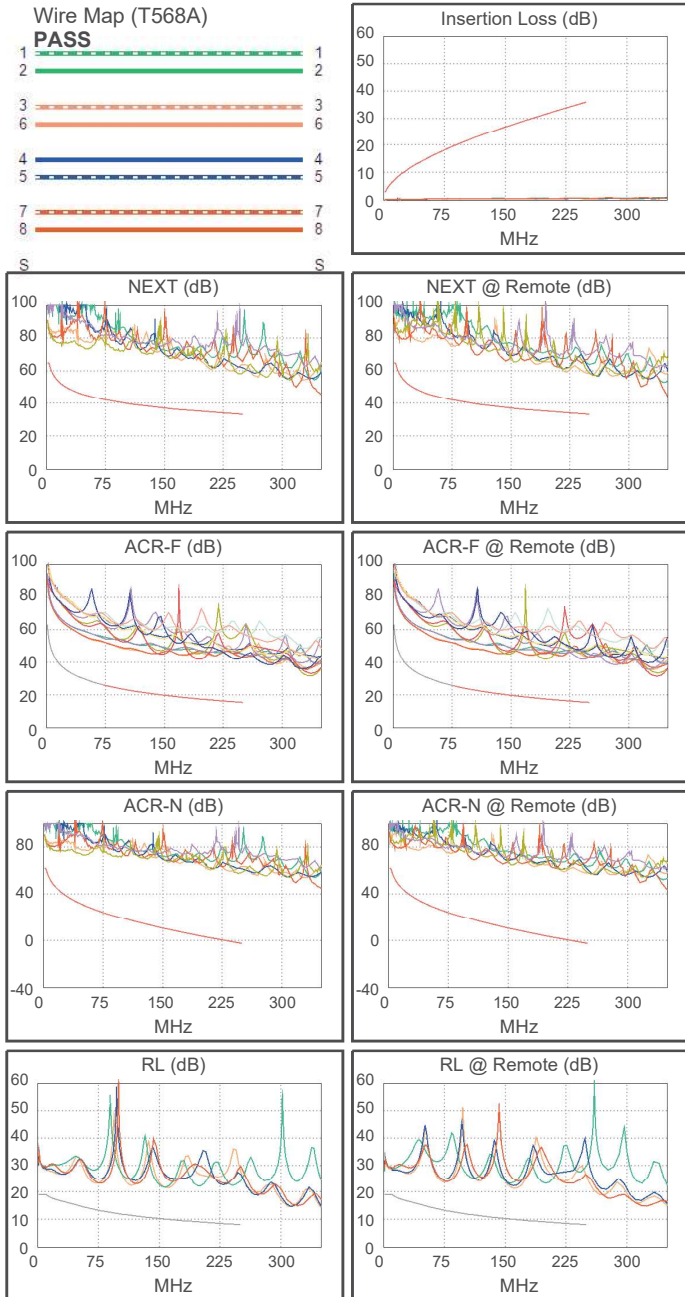 Wire Map (T568A)
PASS
1 1
2 2
3 3
6 6
4 4
5 5
7 7
8 8
S S
Insertion Loss (dB)
60
50
40
30
20
10
0
0 75 150 225 300
MHz
NEXT (dB)
100
80
60
40
20
0
0 75 150 225 300
MHz
NEXT @ Remote (dB)
100
80
60
40
20
0
0 75 150 225 300
MHz
ACR-F (dB)
100
80
60
40
20
0
0 75 150 225 300
MHz
ACR-F @ Remote (dB)
100
80
60
40
20
0
0 75 150 225 300
MHz
ACR-N (dB)
80
40
0
-40
0 75 150 225 300
MHz
ACR-N @ Remote (dB)
80
40
0
-40
0 75 150 225 300
MHz
RL (dB)
60
50
40
30
20
10
0
0 75 150 225 300
MHz
RL @ Remote (dB)
60
50
40
30
20
10
0
0 75 150 225 300
MHz